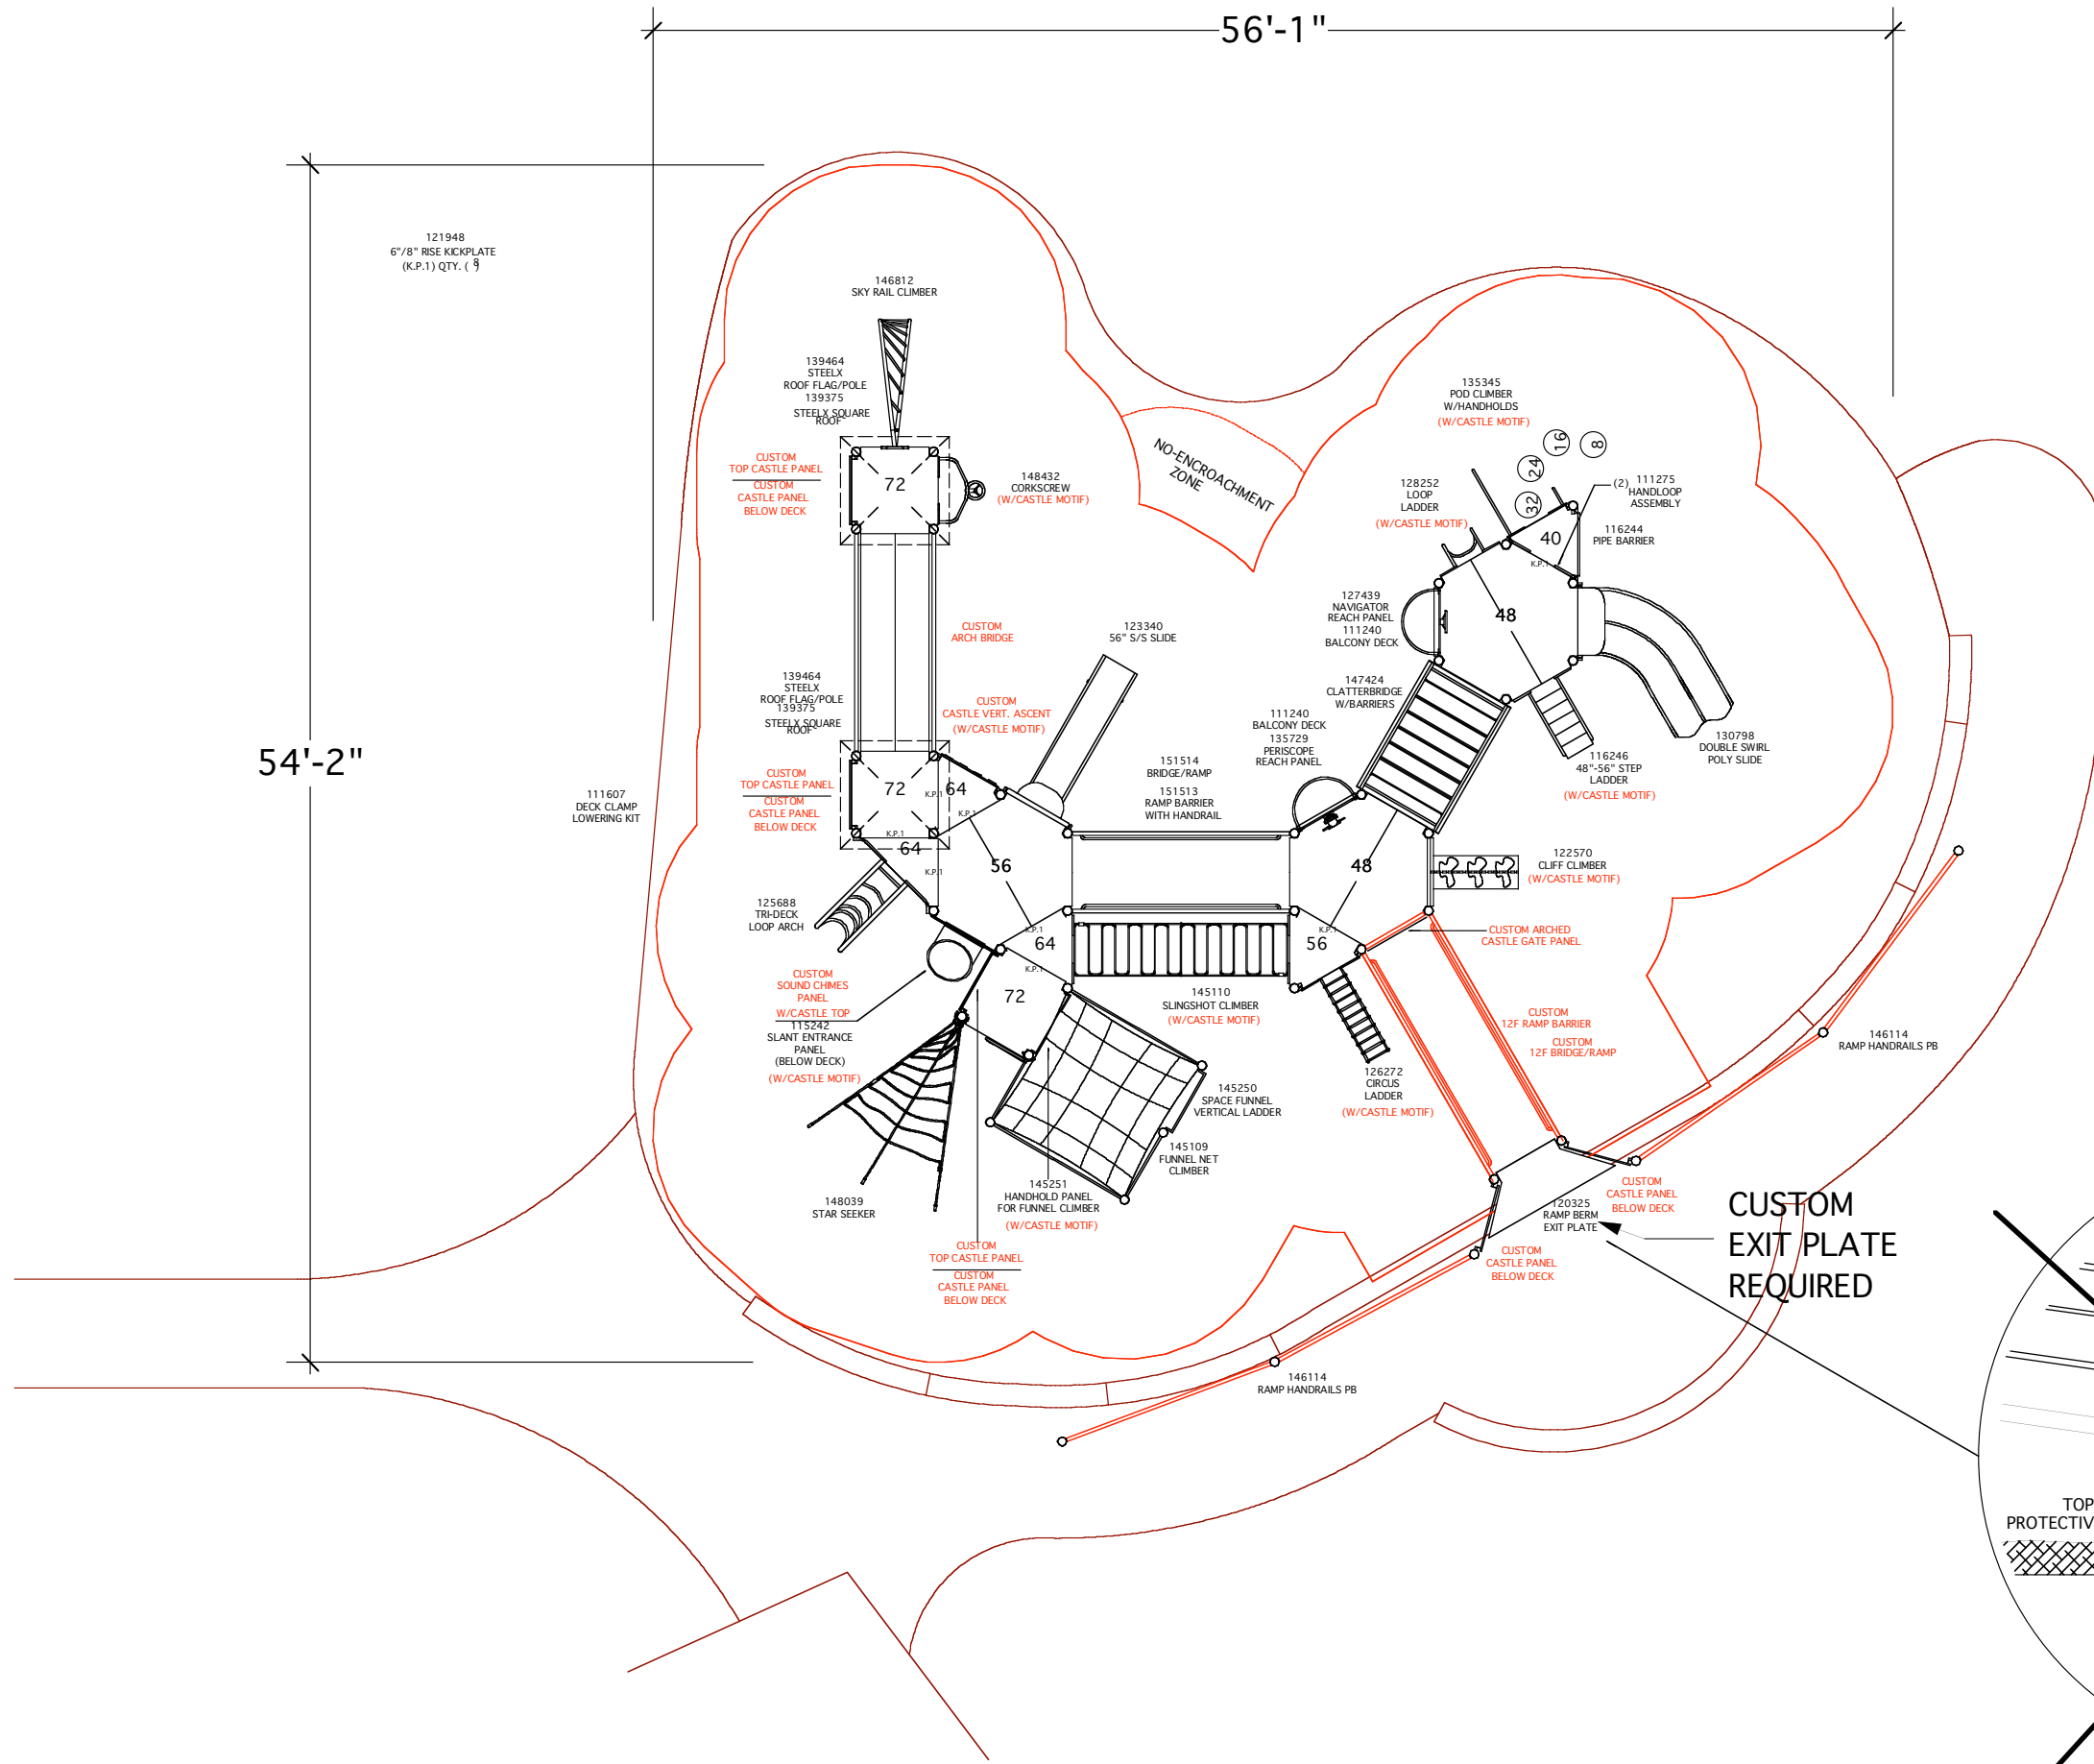 56'-1"
54'-2"
121948
6"/8" RISE KICKPLATE
(K.P.1) QTY. ( 8 )
146812
SKY RAIL CLIMBER
139464
STEELX
ROOF FLAG/POLE
139375
STEELX SQUARE
ROOF
CUSTOM
TOP CASTLE PANEL
CUSTOM
CASTLE PANEL
BELOW DECK
72
148432
CORKSCREW
(W/CASTLE MOTIF)
NO-ENCROACHMENT
ZONE
135345
POD CLIMBER
W/HANDHOLDS
(W/CASTLE MOTIF)
16
8
24
32
128252
LOOP
LADDER
(W/CASTLE MOTIF)
(2) 111275
HANDLOOP
ASSEMBLY
116244
PIPE BARRIER
40
K.P.1
48
127439
NAVIGATOR
REACH PANEL
111240
BALCONY DECK
CUSTOM
ARCH BRIDGE
123340
56" S/S SLIDE
139464
STEELX
ROOF FLAG/POLE
139375
STEELX SQUARE
ROOF
CUSTOM
CASTLE VERT. ASCENT
(W/CASTLE MOTIF)
147424
CLATTERBRIDGE
W/BARRIERS
111240
BALCONY DECK
135729
PERISCOPE
REACH PANEL
130798
DOUBLE SWIRL
POLY SLIDE
116246
48"-56" STEP
LADDER
(W/CASTLE MOTIF)
151514
BRIDGE/RAMP
151513
RAMP BARRIER
WITH HANDRAIL
111607
DECK CLAMP
LOWERING KIT
CUSTOM
TOP CASTLE PANEL
CUSTOM
CASTLE PANEL
BELOW DECK
72
K.P.1
64
K.P.1
K.P.1
64
K.P.1
56
48
122570
CLIFF CLIMBER
(W/CASTLE MOTIF)
125688
TRI-DECK
LOOP ARCH
K.P.1
64
K.P.1
72
K.P.1
56
CUSTOM ARCHED
CASTLE GATE PANEL
CUSTOM
SOUND CHIMES
PANEL
W/CASTLE TOP
115242
SLANT ENTRANCE
PANEL
(BELOW DECK)
(W/CASTLE MOTIF)
145110
SLINGSHOT CLIMBER
(W/CASTLE MOTIF)
CUSTOM
12F RAMP BARRIER
CUSTOM
12F BRIDGE/RAMP
146114
RAMP HANDRAILS PB
126272
CIRCUS
LADDER
(W/CASTLE MOTIF)
145250
SPACE FUNNEL
VERTICAL LADDER
145109
FUNNEL NET
CLIMBER
148039
STAR SEEKER
145251
HANDHOLD PANEL
FOR FUNNEL CLIMBER
(W/CASTLE MOTIF)
CUSTOM
TOP CASTLE PANEL
CUSTOM
CASTLE PANEL
BELOW DECK
CUSTOM
CASTLE PANEL
BELOW DECK
120325
RAMP BERM
EXIT PLATE
CUSTOM
EXIT PLATE
REQUIRED
CUSTOM
CASTLE PANEL
BELOW DECK
146114
RAMP HANDRAILS PB
TOP
PROTECTIV